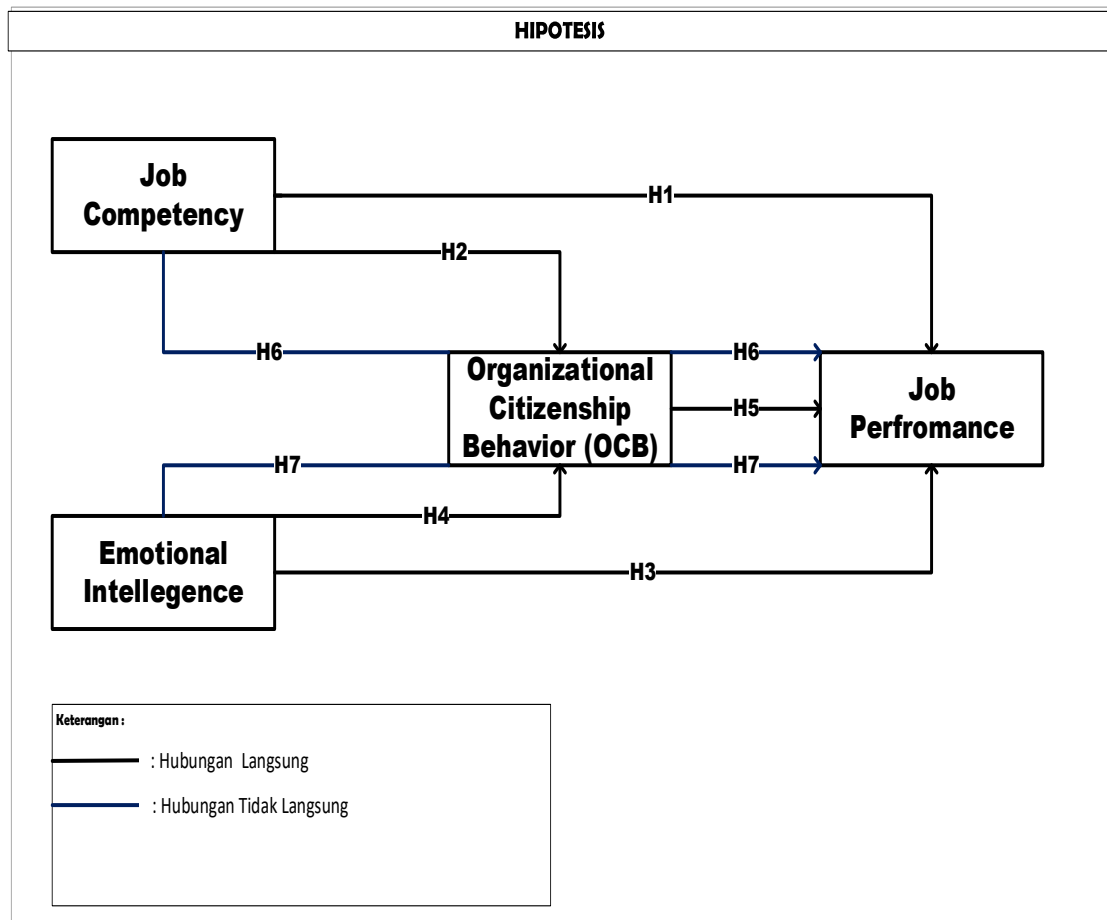 HIPOTESIS
Job
Competency
H1
H2
H6
H6
Organizational
Citizenship
Behavior (OCB)
H5
Job
Perfromance
H7
H7
H4
Emotional
Intellegence
H3
Keterangan :
: Hubungan Langsung
: Hubungan Tidak Langsung